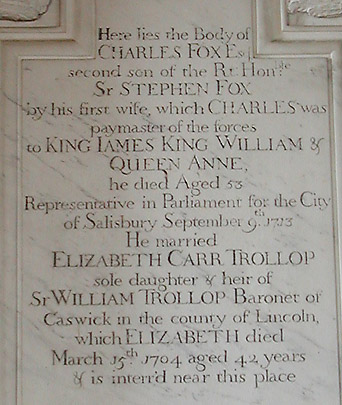 Here lies the Body of
CHARLES FOX Esq
second son of the Rt. Honble
Sr STEPHEN FOX
by his first wife, which CHARLES was
paymaster of the forces
to KING IAMES KING WILLIAM &
QUEEN ANNE,
he died Aged 53
Representative in Parliament for the City
of Salisbury September 9.th 1713
He married
ELIZABETH CARR TROLLOP
sole daughter & heir of
Sr WILLIAM TROLLOP Baronet of
Caswick in the county of Lincoln,
which ELIZABETH died
March 15th 1704 aged 42 years
& is interr'd near this place